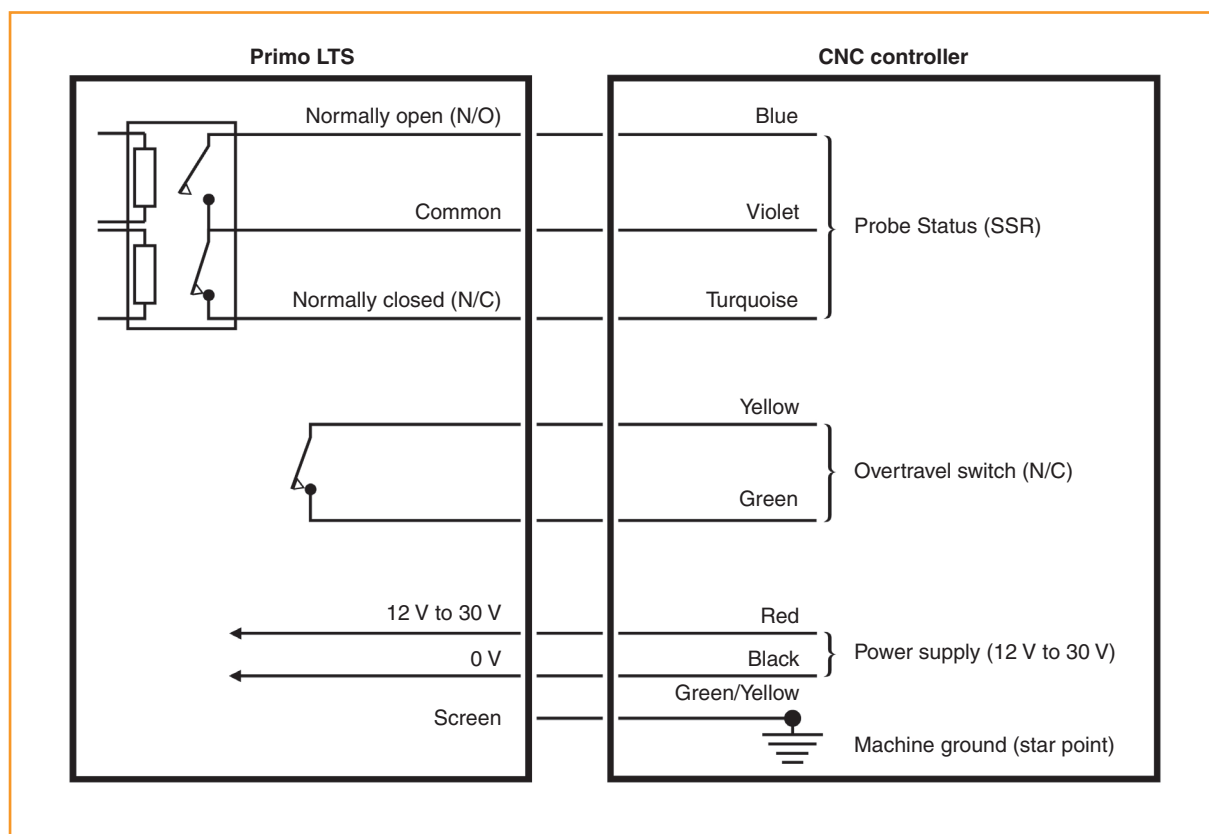 Primo LTS
CNC controller
Normally open (N/O)
Blue
Common
Violet
Probe Status (SSR)
Normally closed (N/C)
Turquoise
Yellow
Overtravel switch (N/C)
Green
12 V to 30 V
Red
0 V
Black
Power supply (12 V to 30 V)
Green/Yellow
Screen
Machine ground (star point)